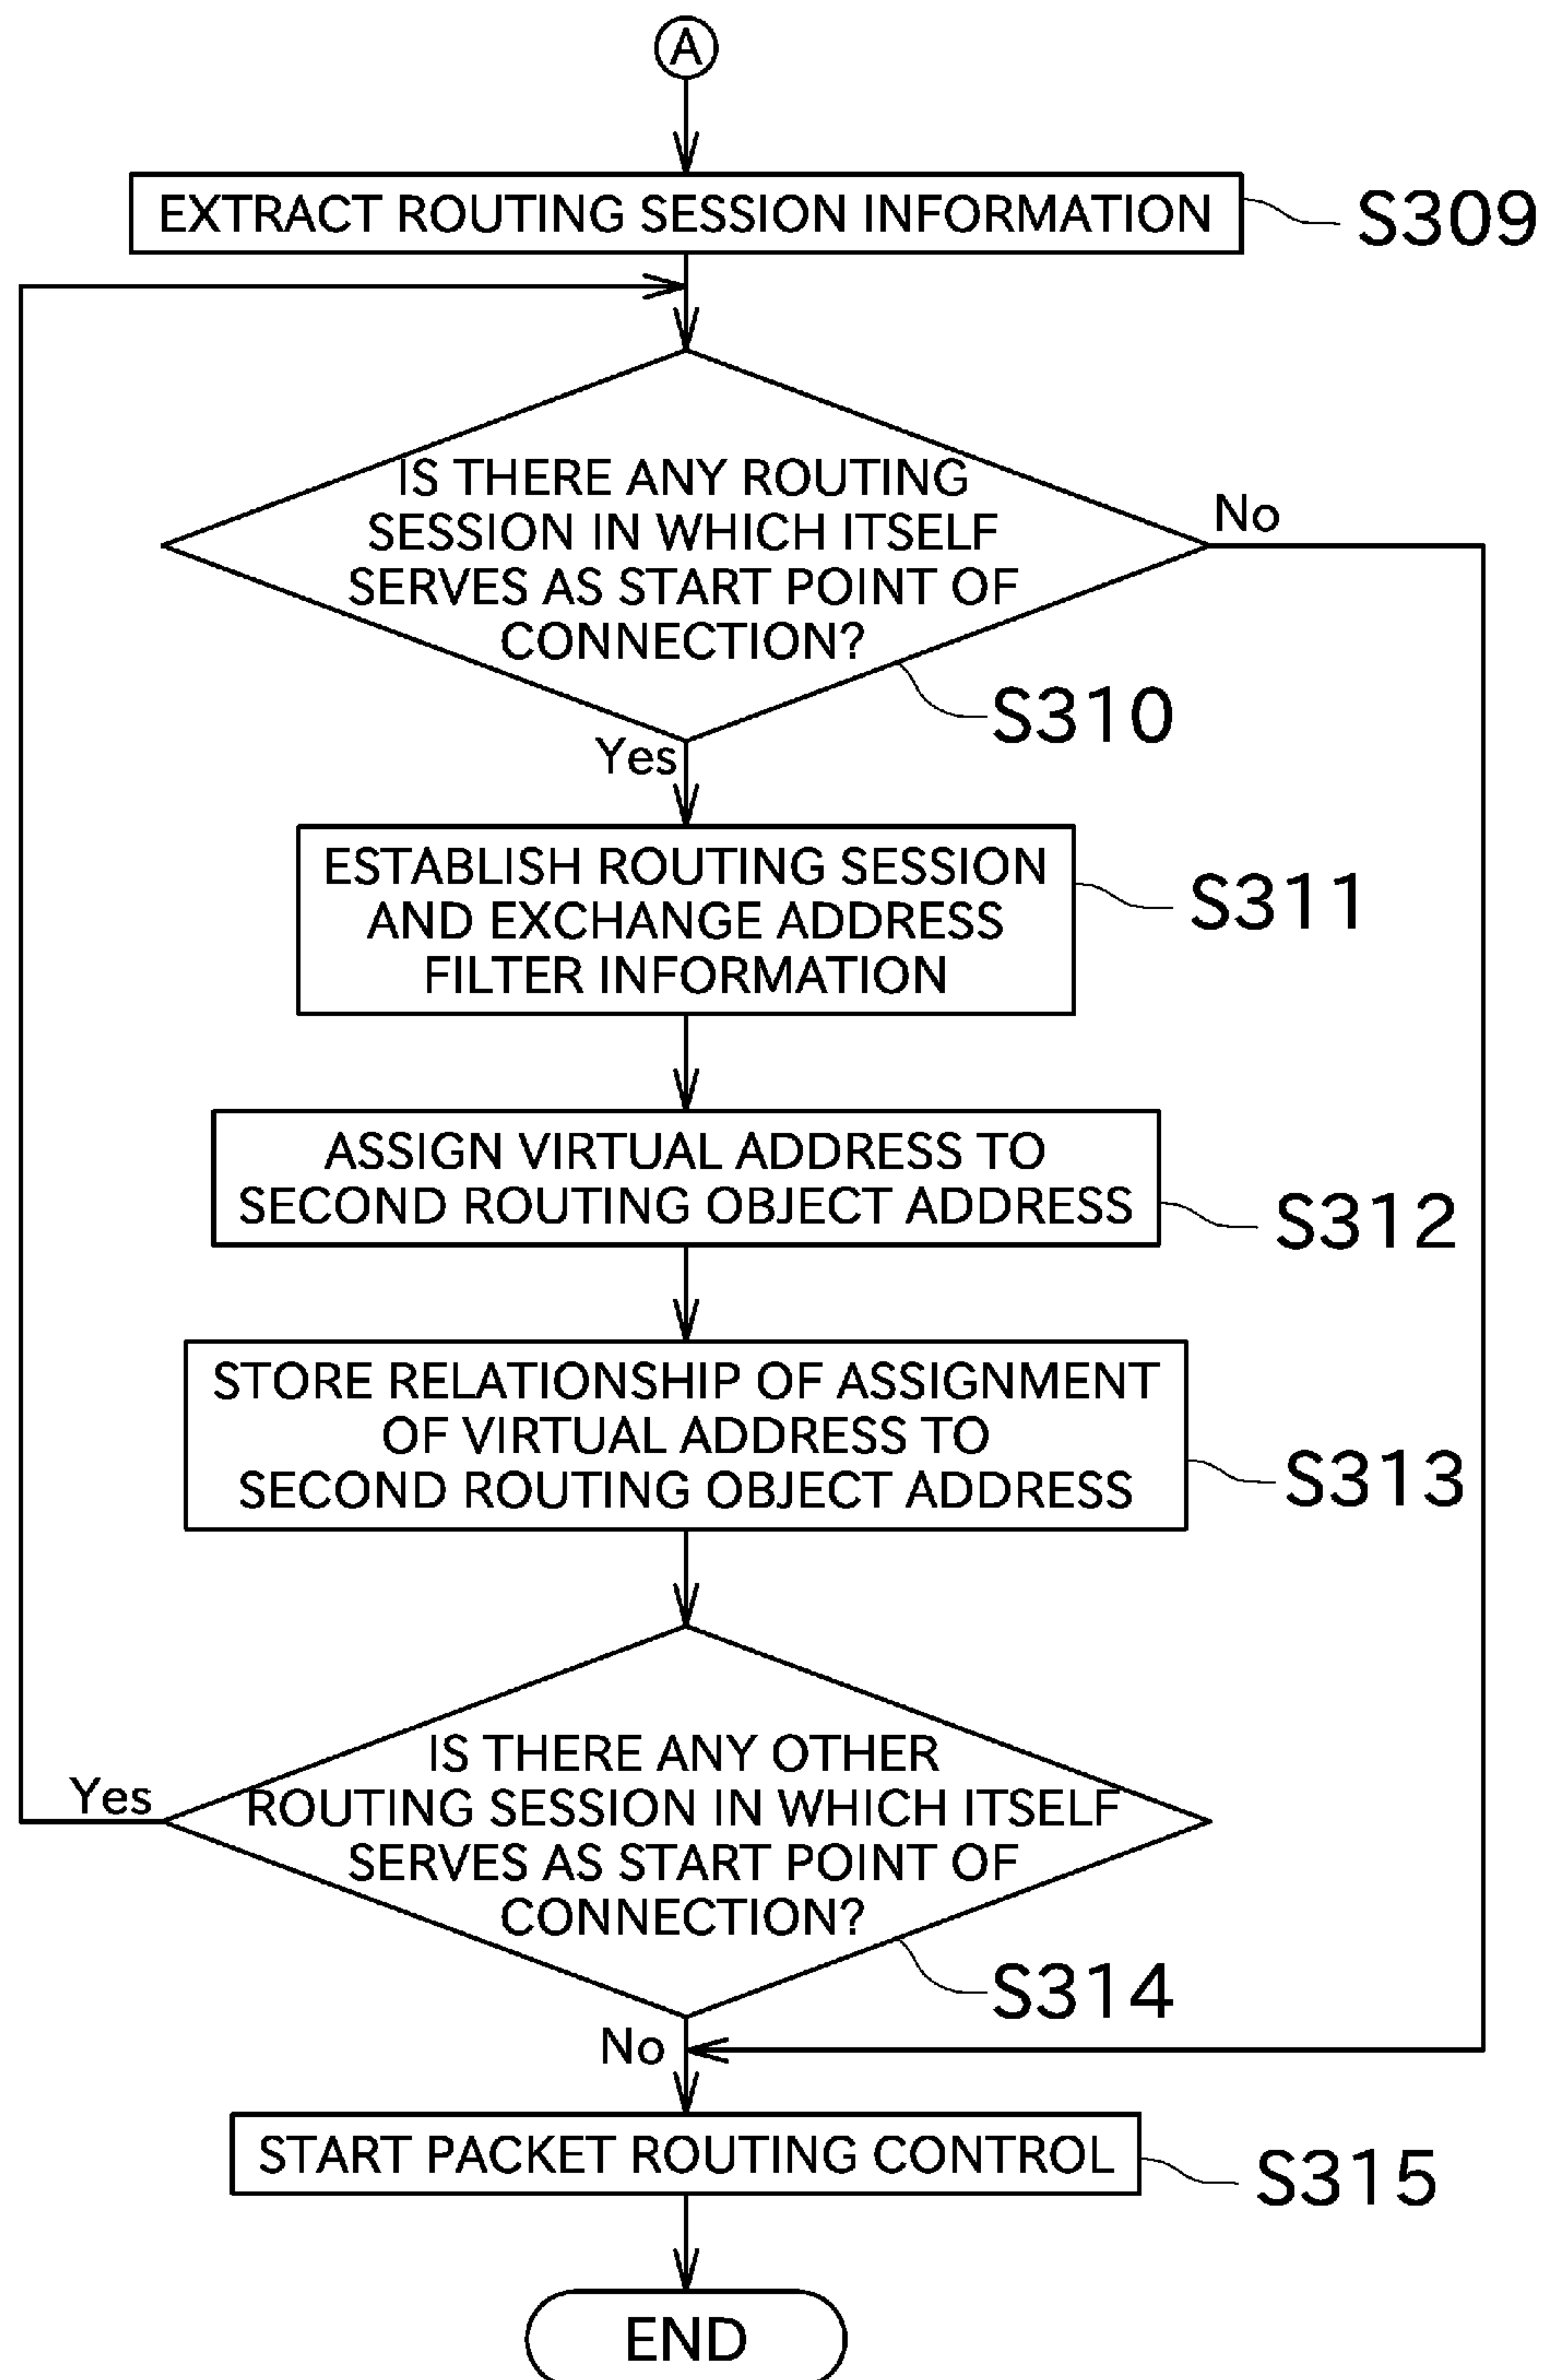 A
EXTRACT ROUTING SESSION INFORMATION
S309
IS THERE ANY ROUTING
SESSION IN WHICH ITSELF
SERVES AS START POINT OF
CONNECTION?
No
S310
Yes
ESTABLISH ROUTING SESSION
AND EXCHANGE ADDRESS
FILTER INFORMATION
S311
ASSIGN VIRTUAL ADDRESS TO
SECOND ROUTING OBJECT ADDRESS
S312
STORE RELATIONSHIP OF ASSIGNMENT
OF VIRTUAL ADDRESS TO
SECOND ROUTING OBJECT ADDRESS
S313
IS THERE ANY OTHER
ROUTING SESSION IN WHICH ITSELF
SERVES AS START POINT OF
CONNECTION?
Yes
S314
No
START PACKET ROUTING CONTROL
S315
END